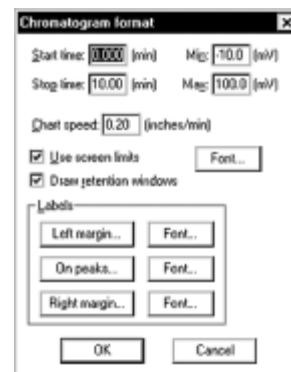 Chromatogram format
Start time: 0.000 (min) Min: -10.0 (mV)
Stop time: 10.00 (min) Max: 100.0 (mV)
Chart speed: 0.20 (inches/min)
Use screen limits Font...
Draw retention windows
Labels
Left margin... Font...
On peaks... Font...
Right margin... Font...
OK Cancel